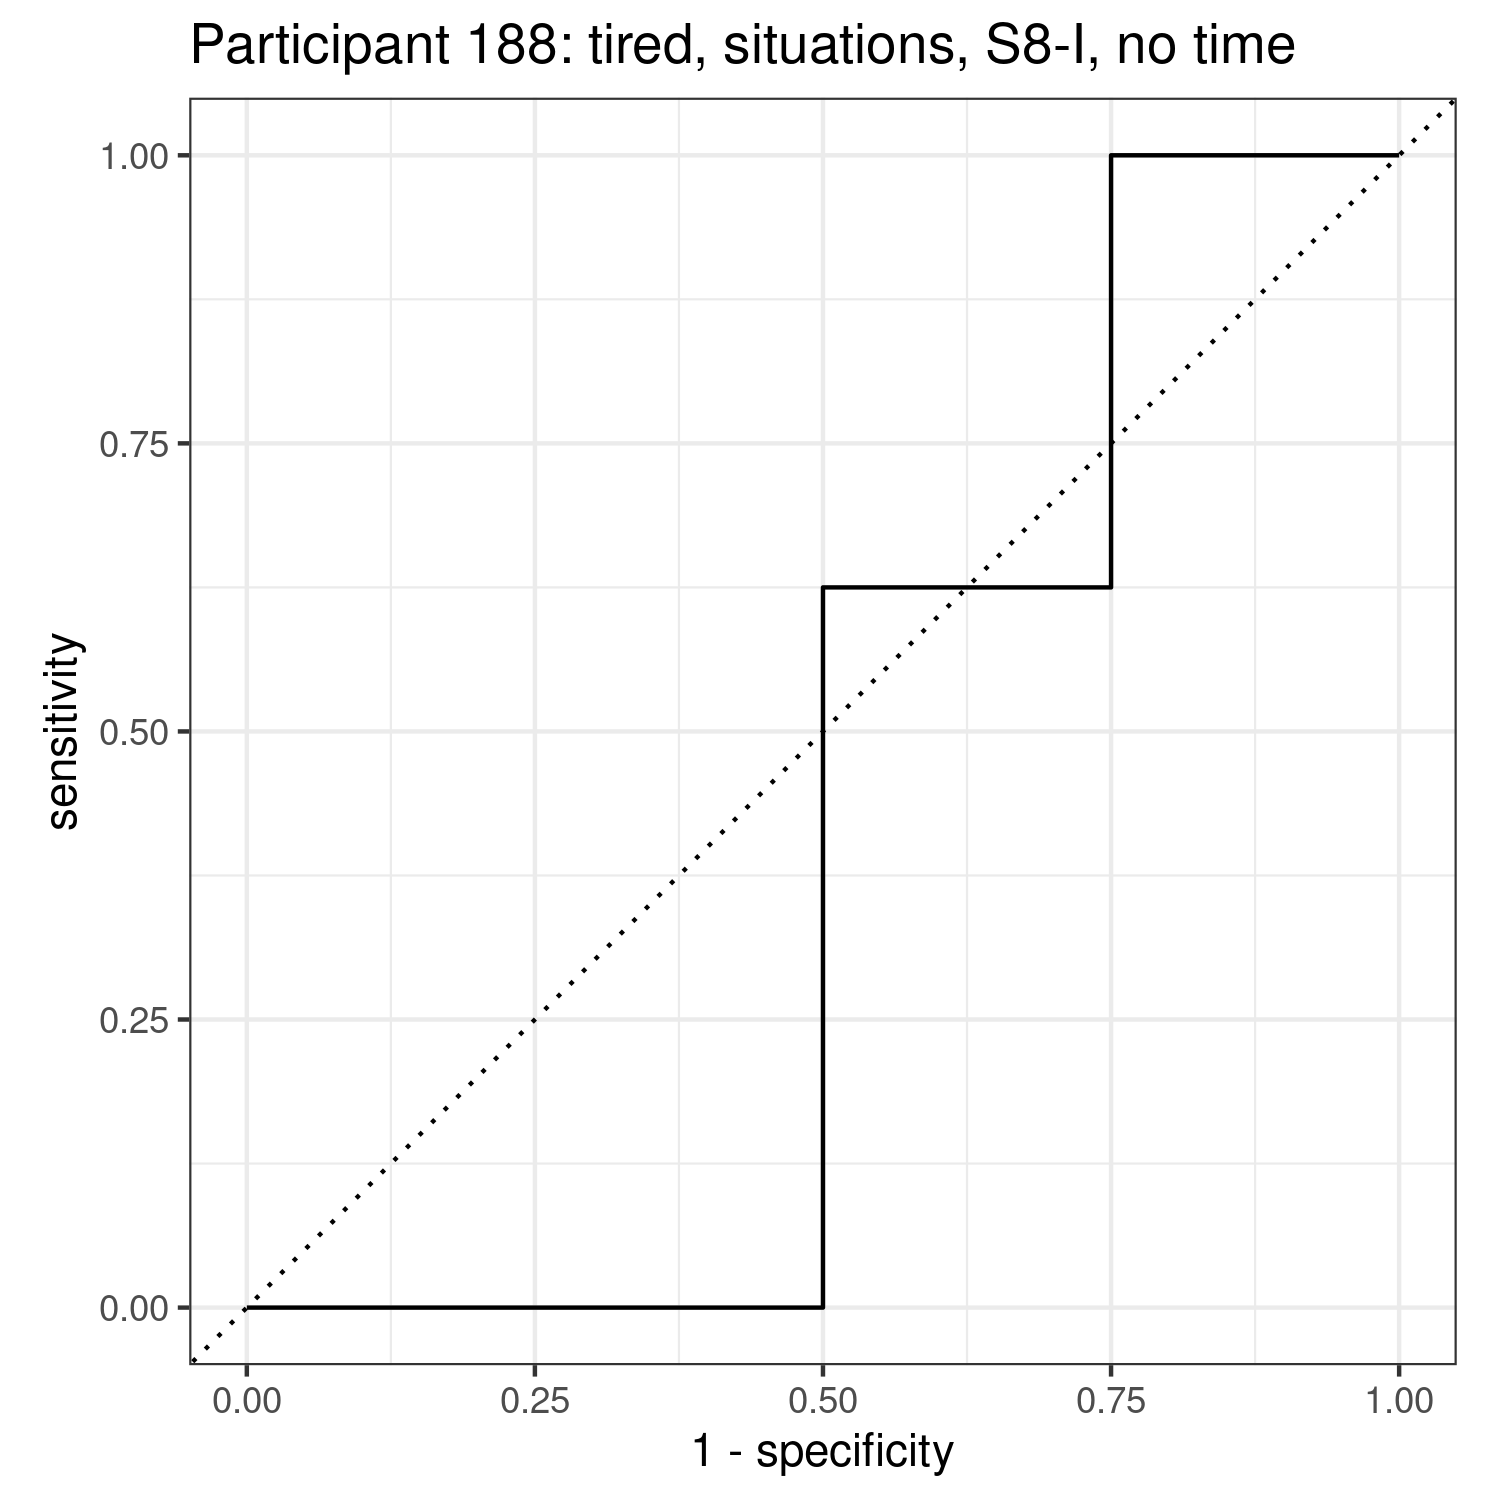 Participant 188: tired, situations, S8-I, no time
1.00
0.75
0.50
0.25
0.00
sensitivity
0.00 0.25 0.50 0.75 1.00
1 - specificity